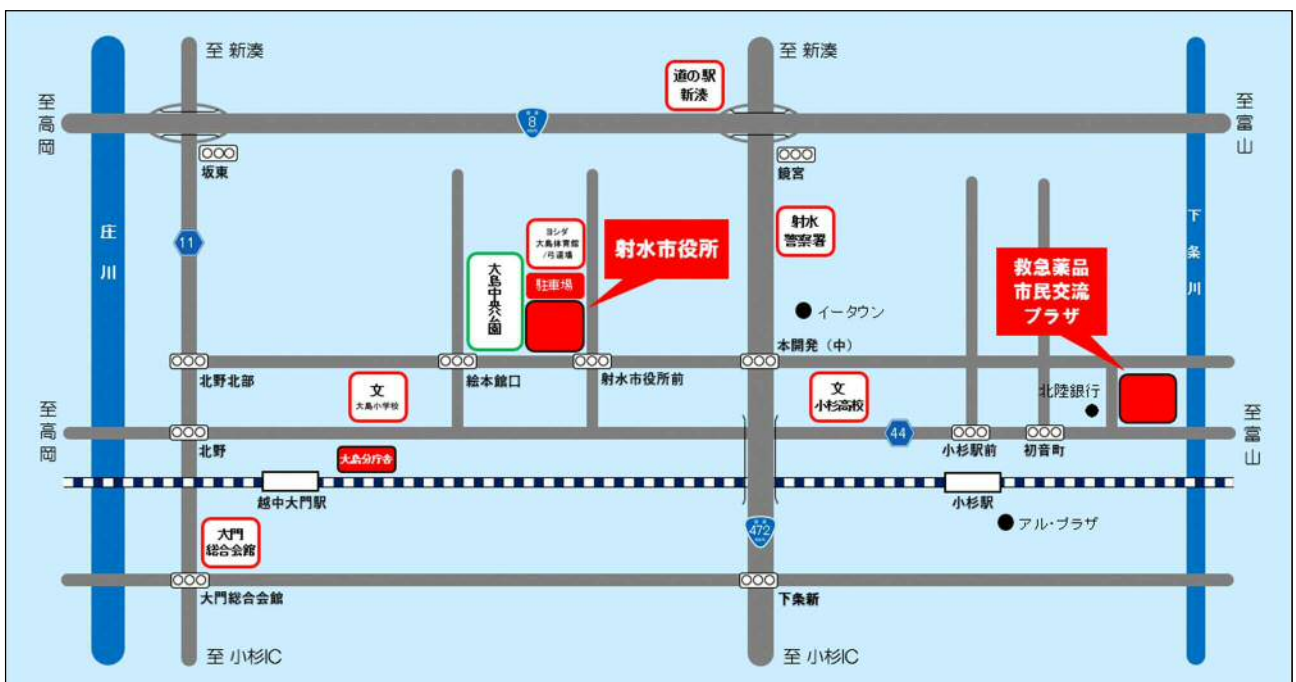 至 新湊
至 新湊
道の駅
新湊
至高岡
国道
8
至富山
坂東
鏡宮
庄川
11
ヨシダ
大島体育館
/弓道場
射水市役所
射水
警察署
下条川
大島中央公園
駐車場
救急薬品
市民交流
プラザ
イータウン
本開発（中）
北野北部
絵本館口
射水市役所前
文
大島小学校
文
小杉高校
北陸銀行
至高岡
44
至富山
北野
小杉駅前
初音町
大島分庁舎
越中大門駅
小杉駅
大門
総合会館
472
アル・プラザ
大門総合会館
下条新
至 小杉IC
至 小杉IC